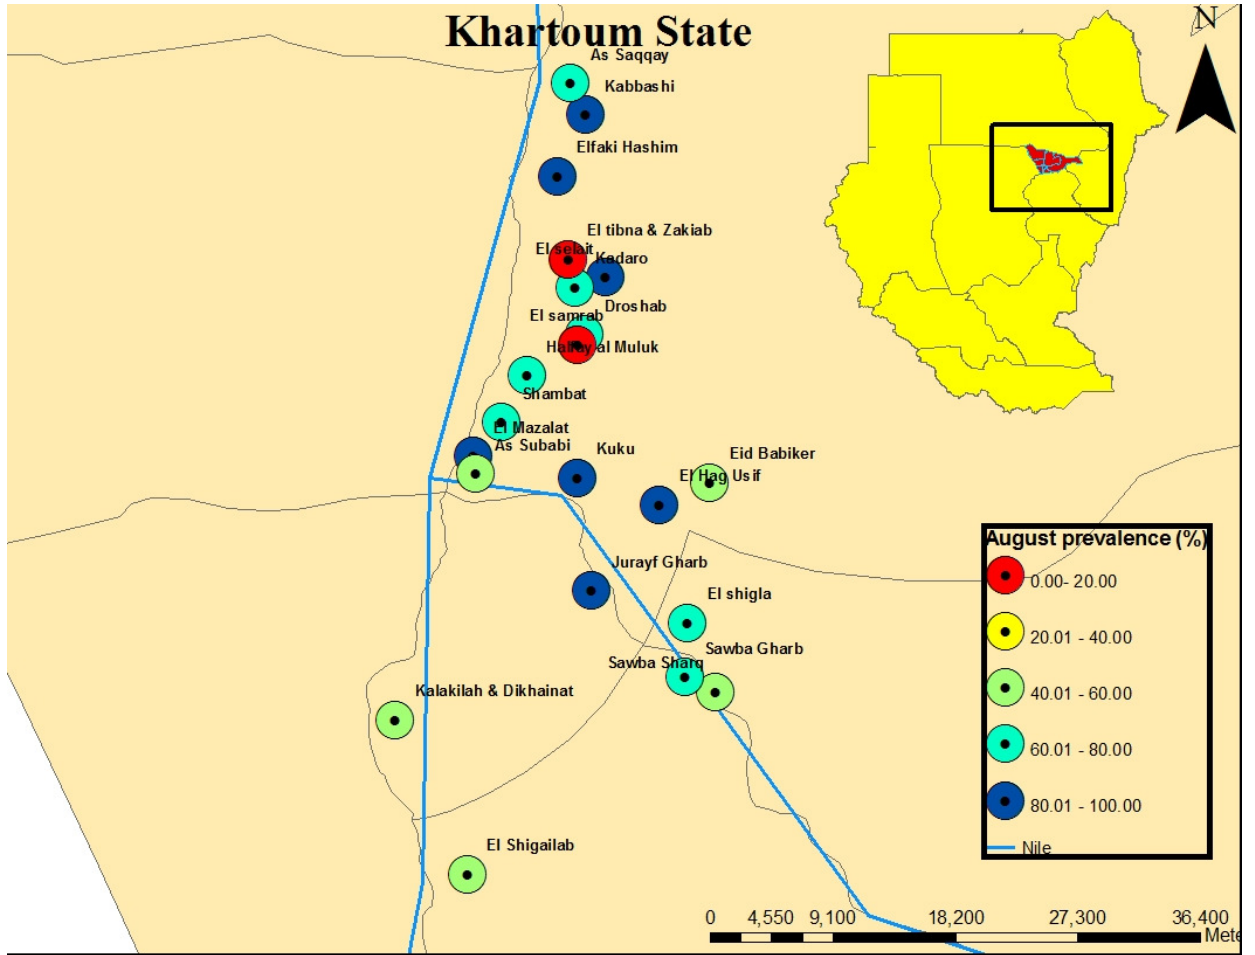 Khartoum State
N
As Saqqay
Kabbashi
Elfaki Hashim
El tibna & Zakiab
El selait
Kadaro
Droshab
El samrab
Halfay al Muluk
Shambat
El Mazalat
As Subabi
Kuku
Eid Babiker
El Hag Usif
Jurayf Gharb
El shigla
Sawba Gharb
Sawba Sharq
Kalakilah & Dikhainat
El Shigailab
August prevalence (%)
0.00- 20.00
20.01 - 40.00
40.01 - 60.00
60.01 - 80.00
80.01 - 100.00
Nile
0 4,550 9,100 18,200 27,300 36,400
Mete